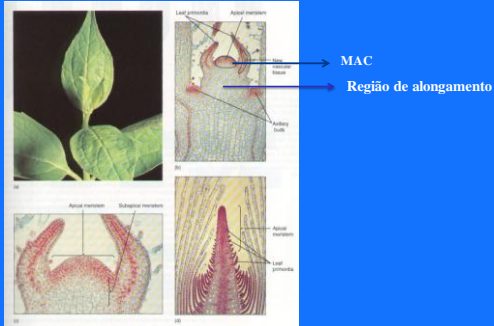 Leaf primordia
Apical meristem
New
vascular
tissue
MAC
Região de alongamento
Axillary
buds
(a)
(b)
Apical meristem
Subapical meristem
Apical
meristem
Leaf
primordia
(c)
(d)